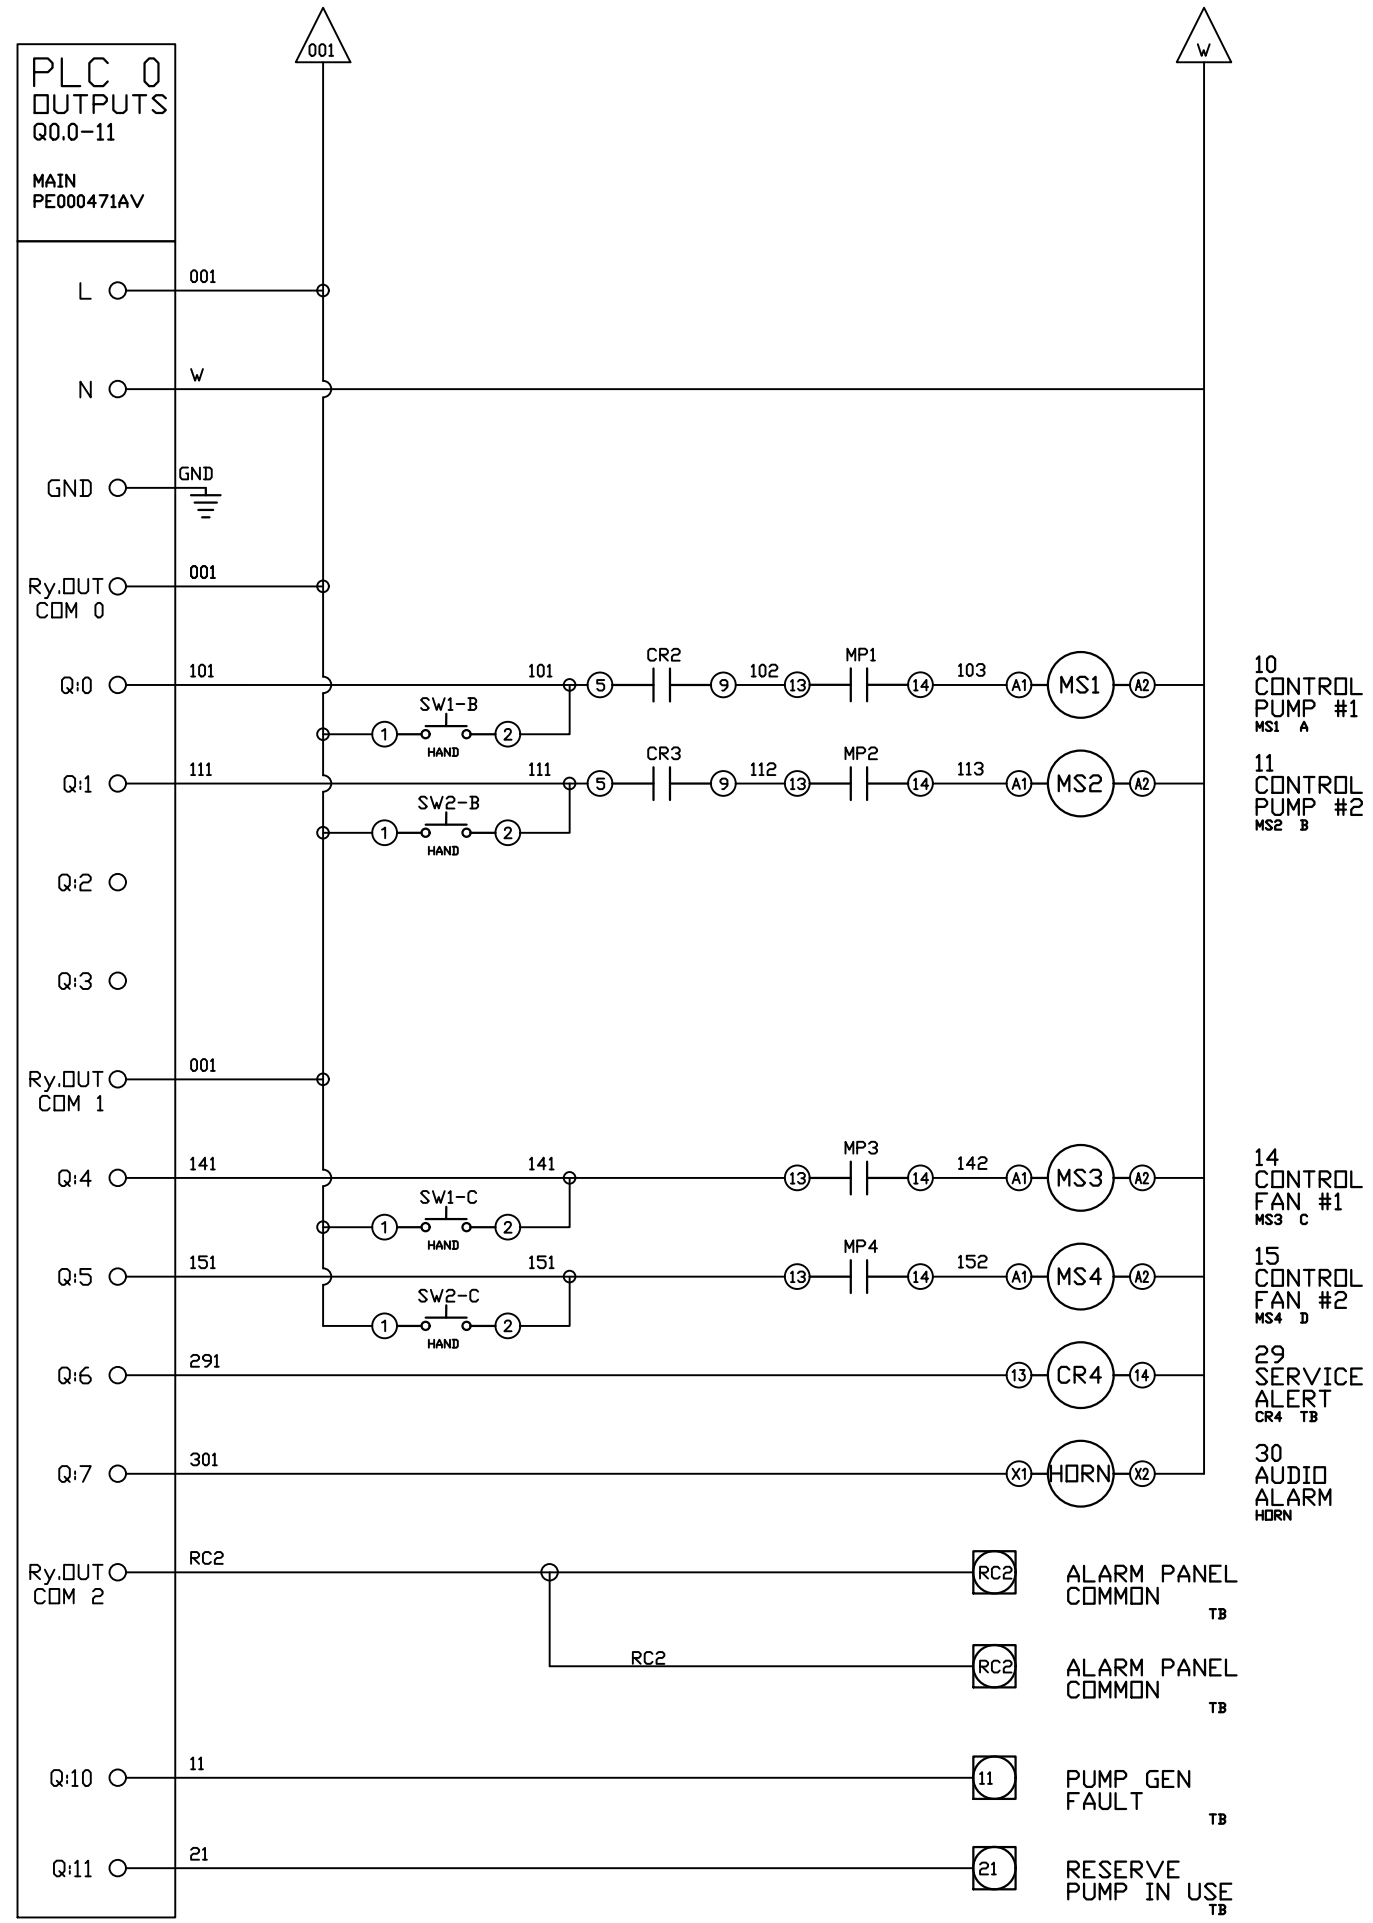 001
W
PLC 0
OUTPUTS
Q0.0-11
MAIN
PE000471AV
L
001
N
W
GND
GND
Ry.OUT
COM 0
001
Q:0
101
101
5
CR2
9
102
13
MP1
14
103
A1
MS1
A2
10
CONTROL
PUMP #1
MS1 A
SW1-B
1
2
HAND
Q:1
111
111
5
CR3
9
112
13
MP2
14
113
A1
MS2
A2
11
CONTROL
PUMP #2
MS2 B
SW2-B
1
2
HAND
Q:2
Q:3
Ry.OUT
COM 1
001
Q:4
141
141
13
MP3
14
142
A1
MS3
A2
14
CONTROL
FAN #1
MS3 C
SW1-C
1
2
HAND
Q:5
151
151
13
MP4
14
152
A1
MS4
A2
15
CONTROL
FAN #2
MS4 D
SW2-C
1
2
HAND
Q:6
291
13
CR4
14
29
SERVICE
ALERT
CR4 TB
Q:7
301
X1
HORN
X2
30
AUDIO
ALARM
HORN
Ry.OUT
COM 2
RC2
RC2
ALARM PANEL
COMMON
TB
RC2
RC2
ALARM PANEL
COMMON
TB
Q:10
11
11
PUMP GEN
FAULT
TB
Q:11
21
21
RESERVE
PUMP IN USE
TB